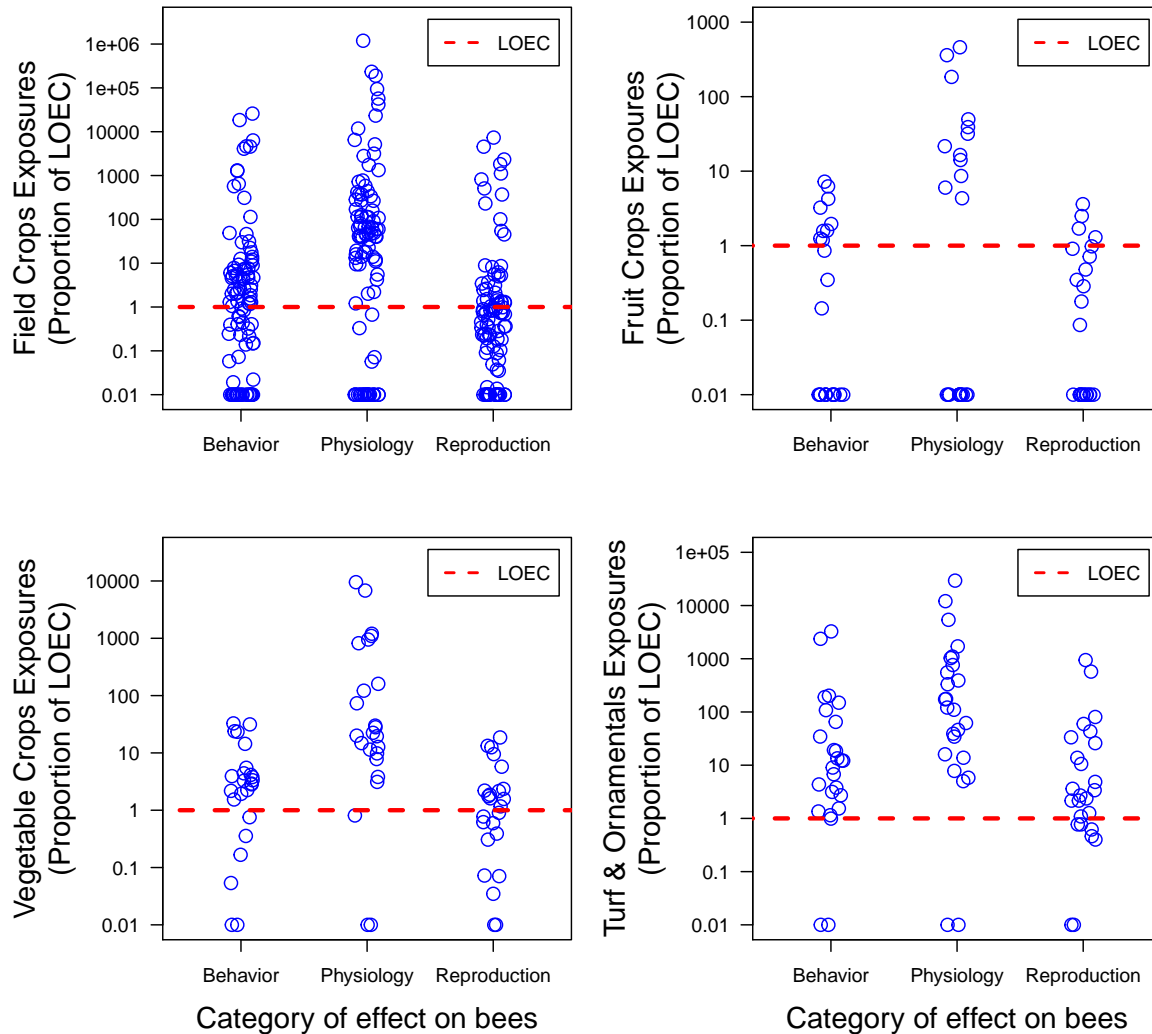 Field Crops Exposures
(Proportion of LOEC)
1e+06
1e+05
10000
1000
100
10
1
0.1
0.01
LOEC
Behavior
Physiology
Reproduction
Fruit Crops Expoures
(Proportion of LOEC)
1000
100
10
1
0.1
0.01
LOEC
Behavior
Physiology
Reproduction
Vegetable Crops Exposures
(Proportion of LOEC)
10000
1000
100
10
1
0.1
0.01
LOEC
Behavior
Physiology
Reproduction
Category of effect on bees
Turf & Ornamentals Exposures
(Proportion of LOEC)
1e+05
10000
1000
100
10
1
0.1
0.01
LOEC
Behavior
Physiology
Reproduction
Category of effect on bees